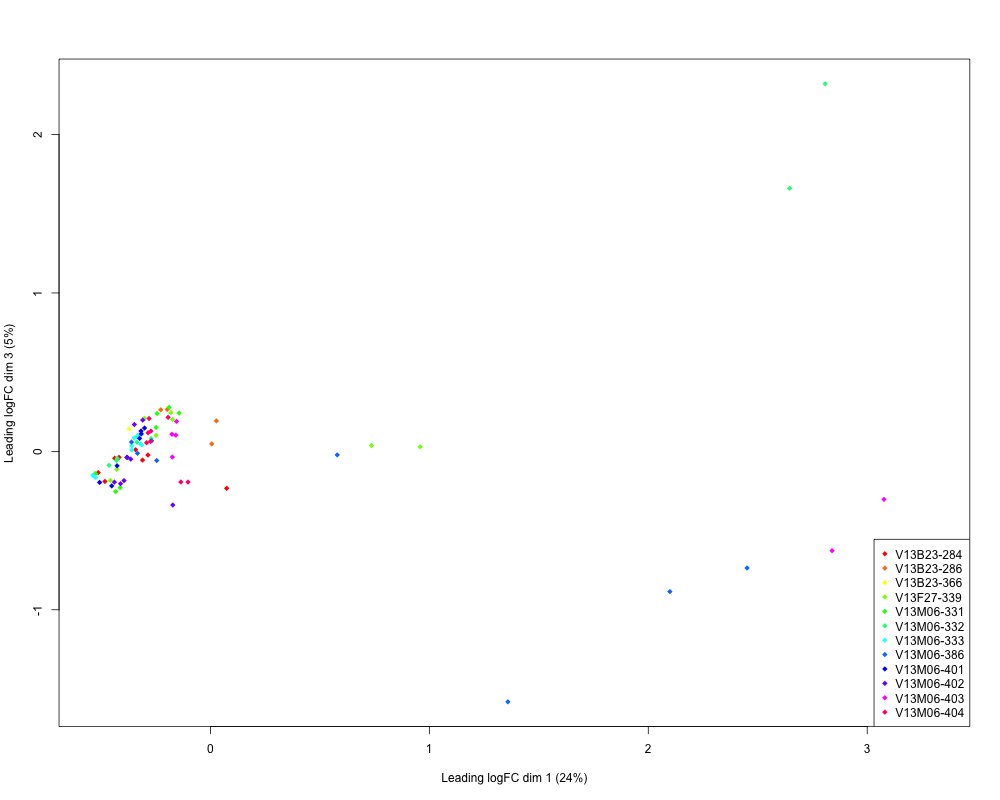 2
1
0
-1
Leading logFC dim 3 (5%)
0
1
2
3
Leading logFC dim 1 (24%)
V13B23-284
V13B23-286
V13B23-366
V13F27-339
V13M06-331
V13M06-332
V13M06-333
V13M06-386
V13M06-401
V13M06-402
V13M06-403
V13M06-404